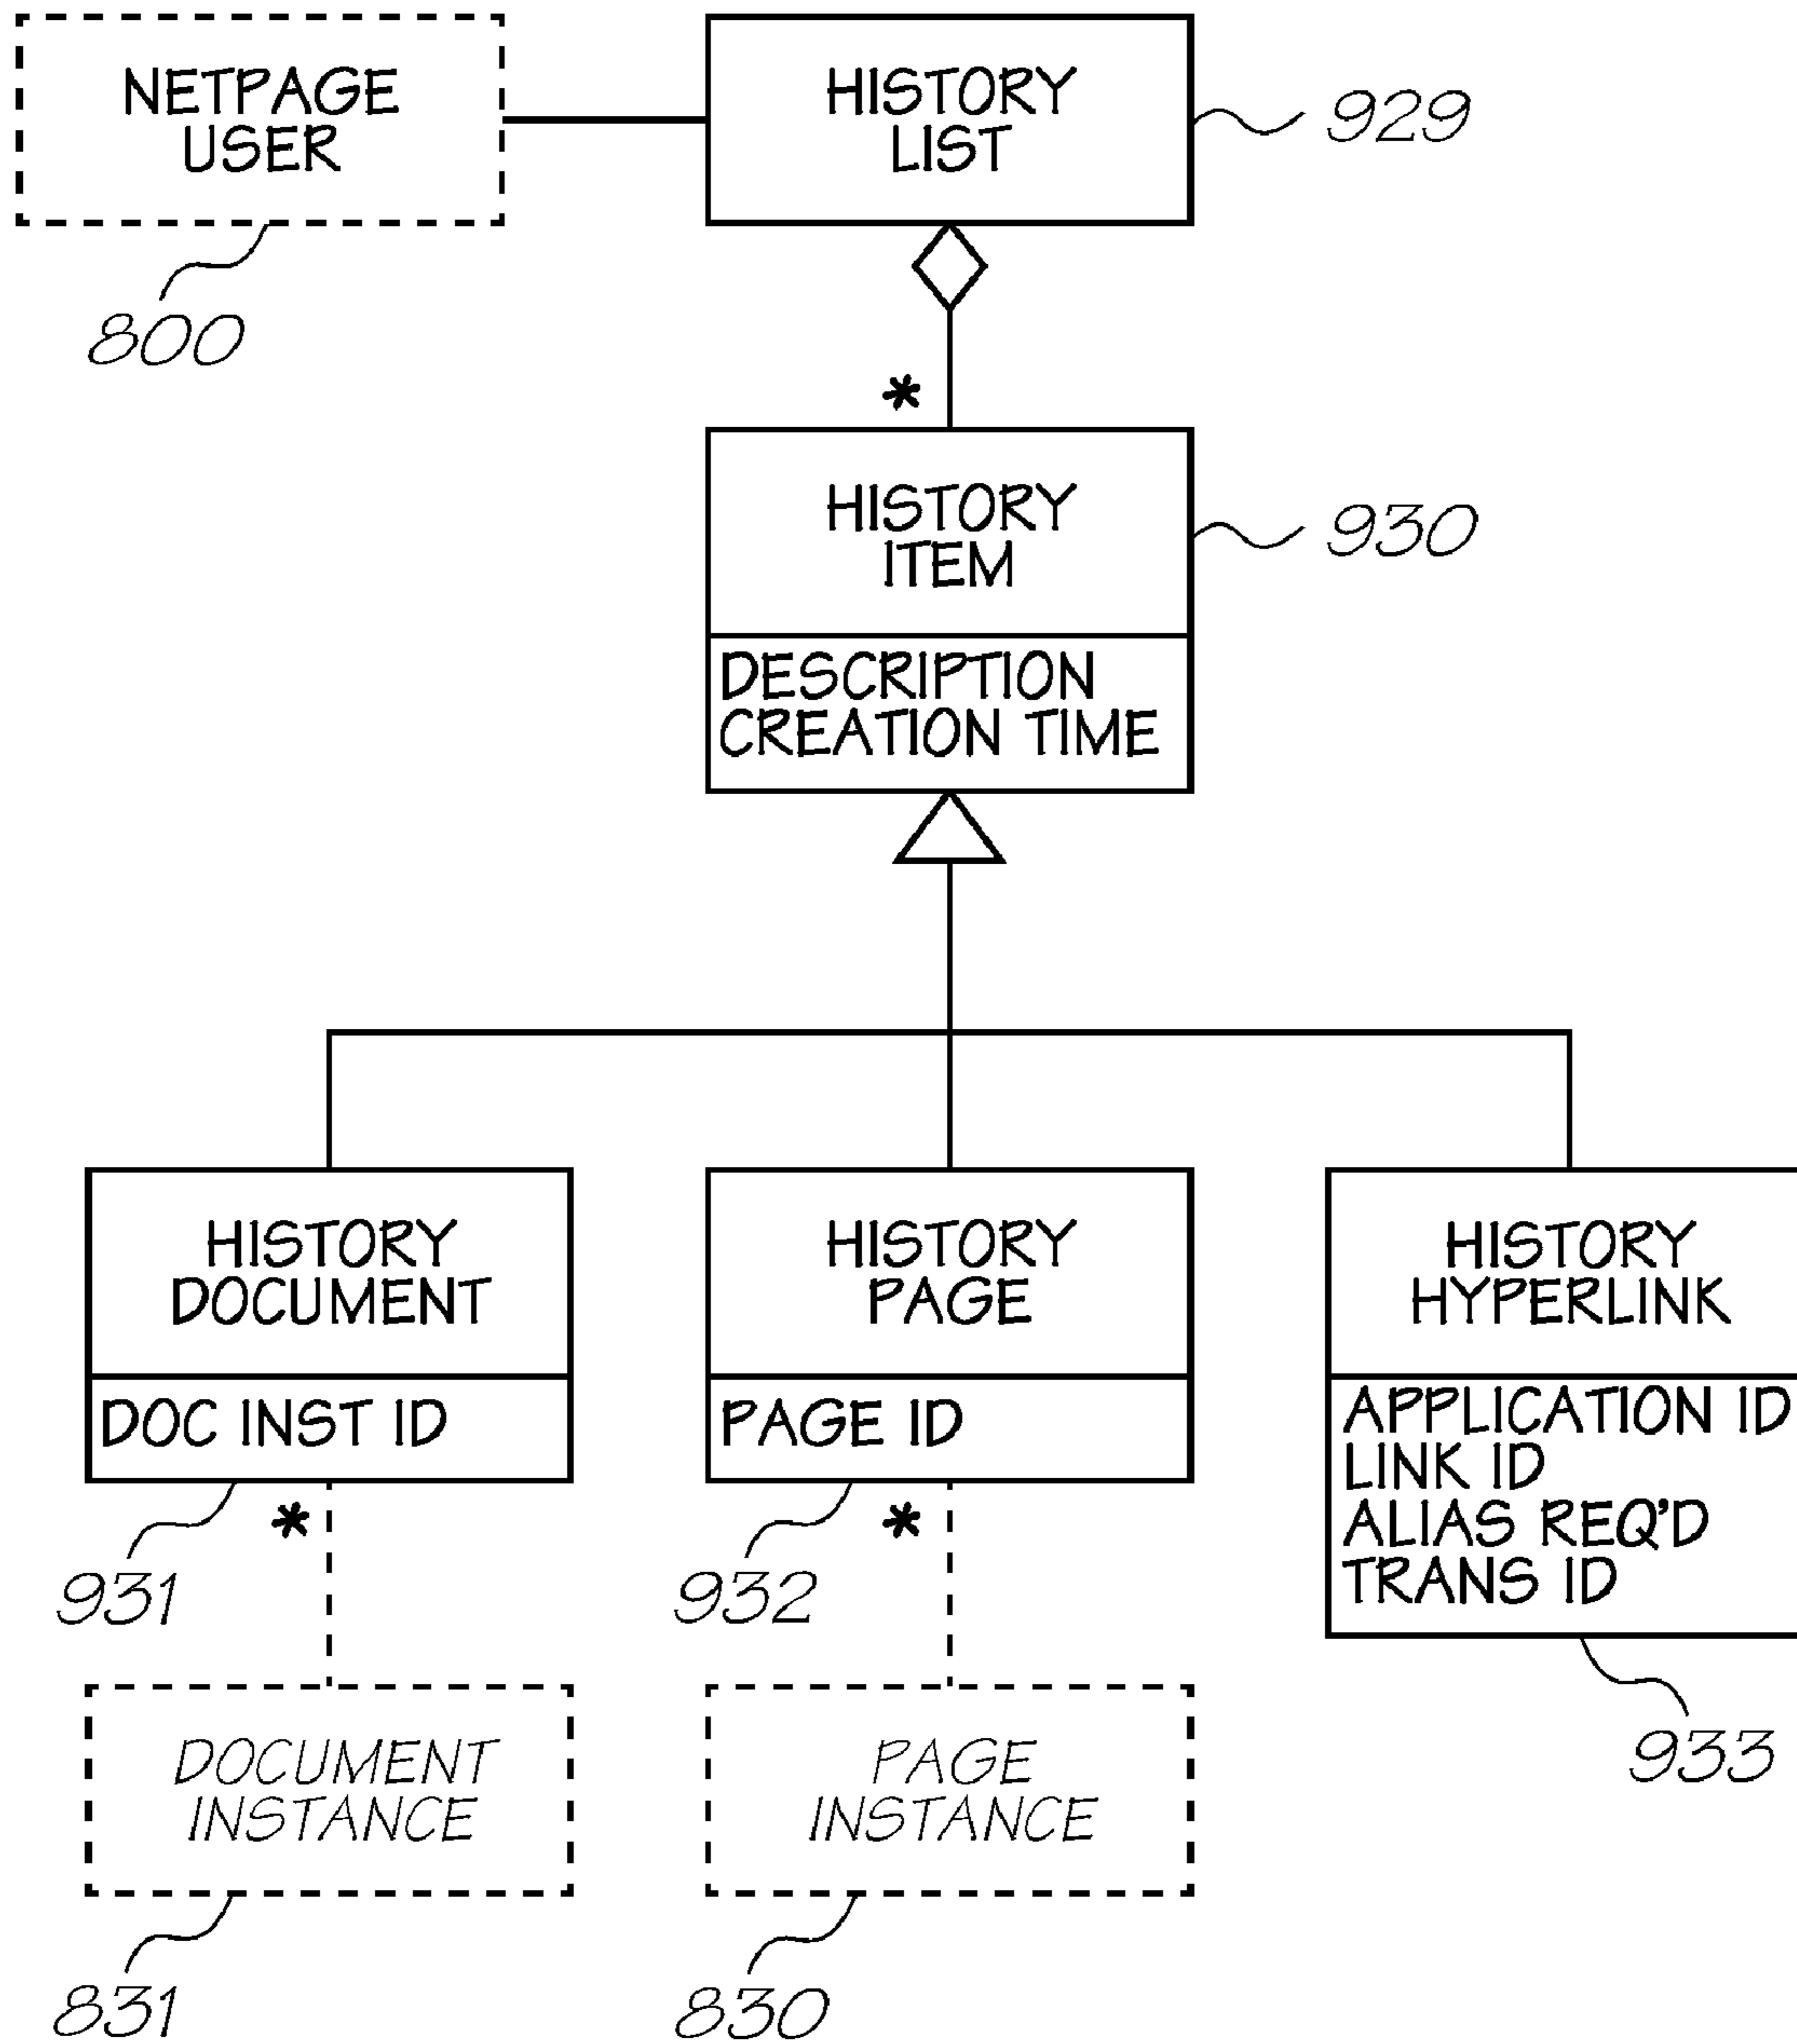 NETPAGE
USER
800
HISTORY
LIST
929
*
HISTORY
ITEM
930
DESCRIPTION
CREATION TIME
HISTORY
DOCUMENT
DOC INST ID
931
*
HISTORY
PAGE
PAGE ID
932
*
HISTORY
HYPERLINK
APPLICATION ID
LINK ID
ALIAS REQ'D
TRANS ID
933
DOCUMENT
INSTANCE
831
PAGE
INSTANCE
830